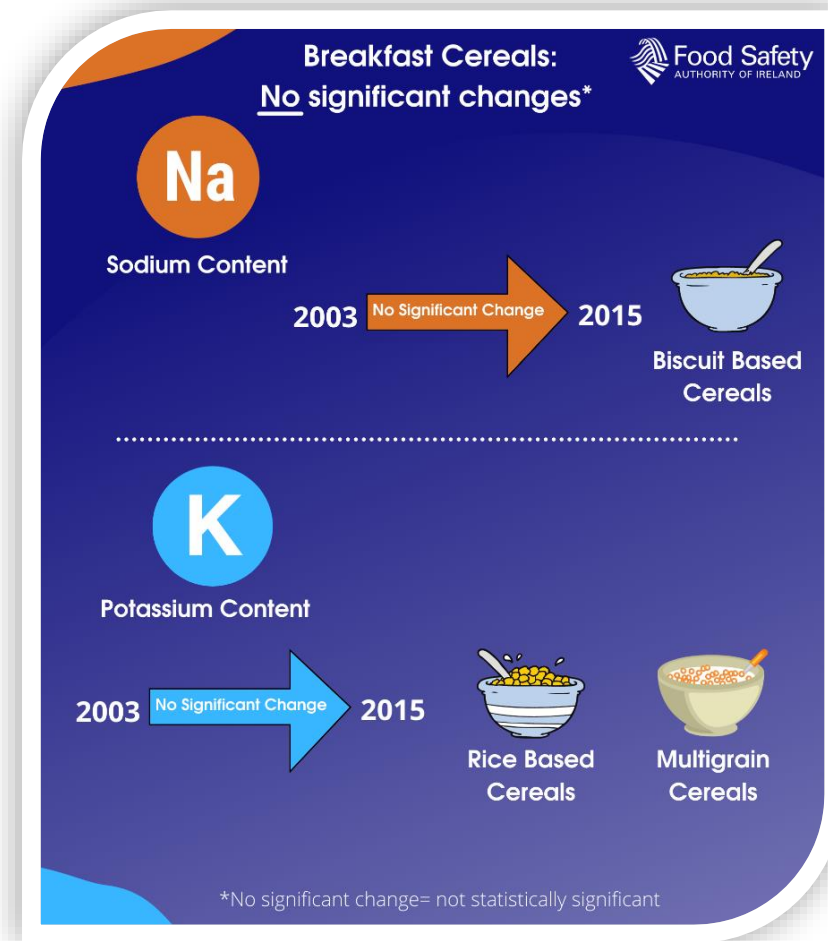 Breakfast Cereals:
No significant changes*
Food Safety
AUTHORITY OF IRELAND
Na
Sodium Content
2003
No Significant Change
2015
Biscuit Based
Cereals
K
Potassium Content
2003
No Significant Change
2015
Rice Based
Cereals
Multigrain
Cereals
*No significant change= not statistically significant